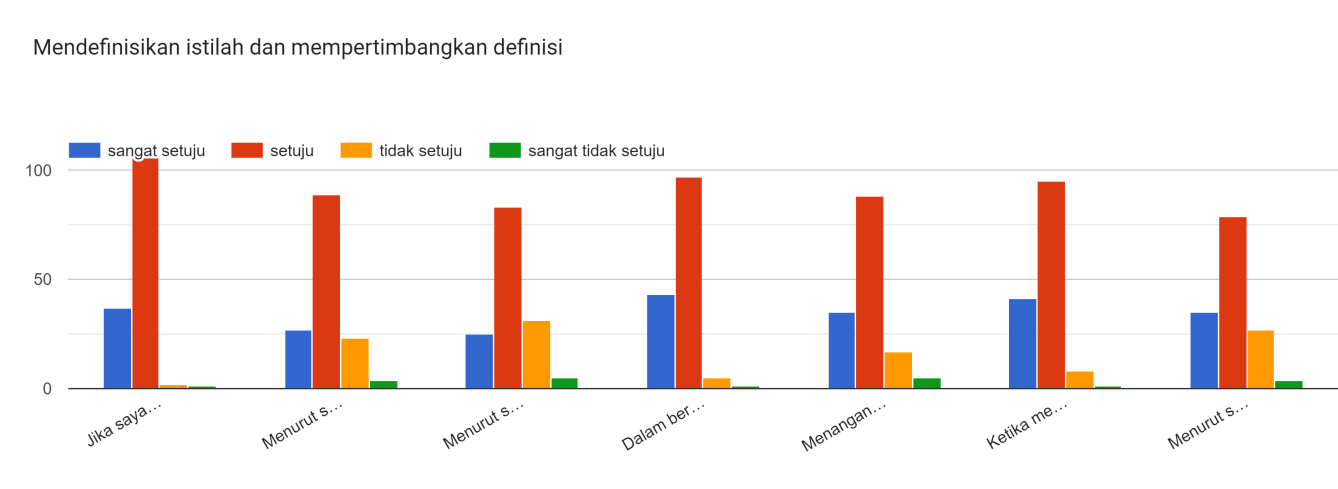 Mendefinisikan istilah dan mempertimbangkan definisi
sangat setuju setuju tidak setuju sangat tidak setuju
100
50
0
Jika saya… Menurut s… Menurut s… Dalam ber… Menangan… Ketika me… Menurut s…